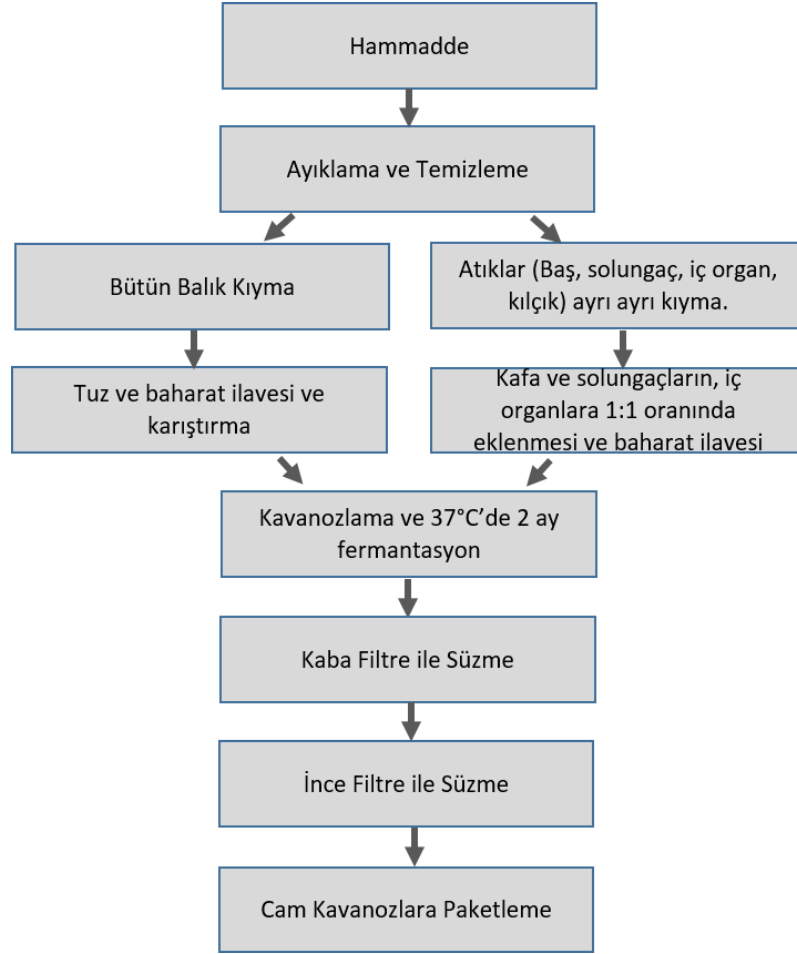 Hammadde
Ayıklama ve Temizleme
Bütün Balık Kıyma
Atıklar (Baş, solungaç, iç organ,
kılçık) ayrı ayrı kıyma.
Tuz ve baharat ilavesi ve
karıştırma
Kafa ve solungaçların, iç
organlara 1:1 oranında
eklenmesi ve baharat ilavesi
Kavanozlama ve 37°C’de 2 ay
fermantasyon
Kaba Filtre ile Süzme
İnce Filtre ile Süzme
Cam Kavanozlara Paketleme